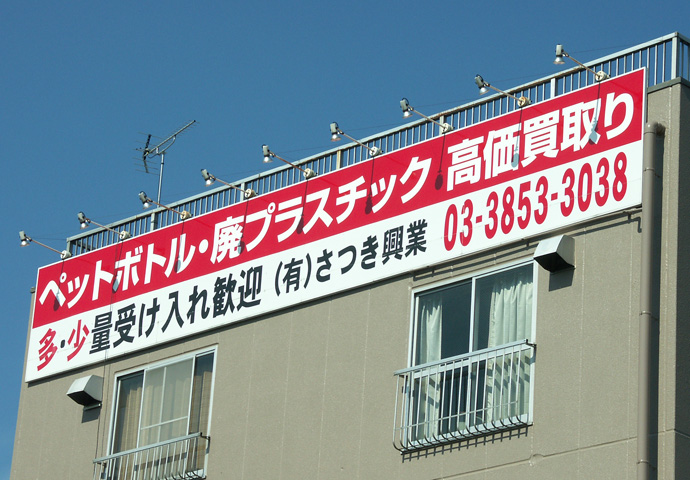 ペットボトル・廃プラスチック 高価買取り
多・少量受け入れ歓迎 (有)さつき興業 03-3853-3038